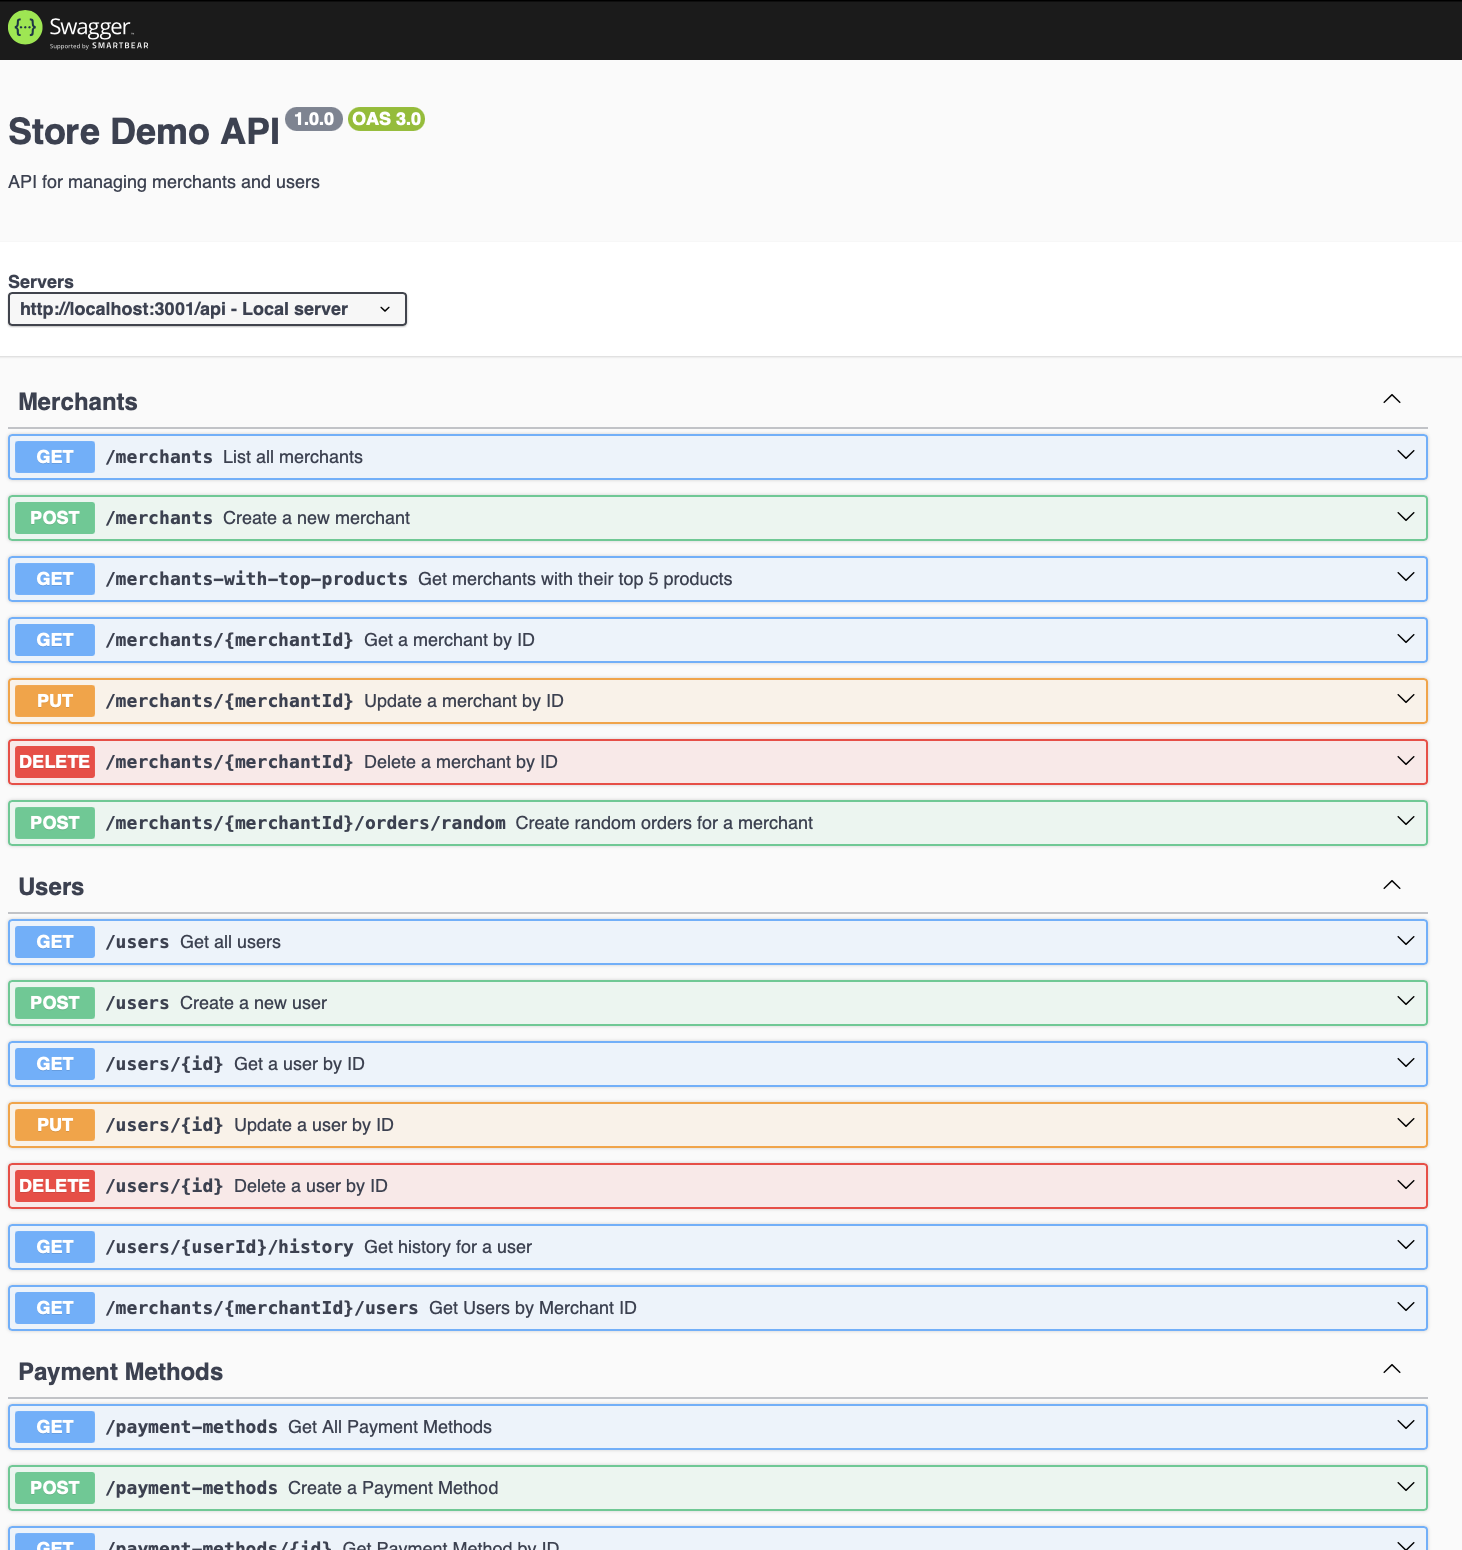 Swagger
Supported by SMARTBEAR
Store Demo API 1.0.0 OAS 3.0
API for managing merchants and users
Servers
http://localhost:3001/api - Local server
Merchants
GET /merchants List all merchants
POST /merchants Create a new merchant
GET /merchants-with-top-products Get merchants with their top 5 products
GET /merchants/{merchantId} Get a merchant by ID
PUT /merchants/{merchantId} Update a merchant by ID
DELETE /merchants/{merchantId} Delete a merchant by ID
POST /merchants/{merchantId}/orders/random Create random orders for a merchant
Users
GET /users Get all users
POST /users Create a new user
GET /users/{id} Get a user by ID
PUT /users/{id} Update a user by ID
DELETE /users/{id} Delete a user by ID
GET /users/{userId}/history Get history for a user
GET /merchants/{merchantId}/users Get Users by Merchant ID
Payment Methods
GET /payment-methods Get All Payment Methods
POST /payment-methods Create a Payment Method
GET /payment-methods/{id} Get Payment Method by ID